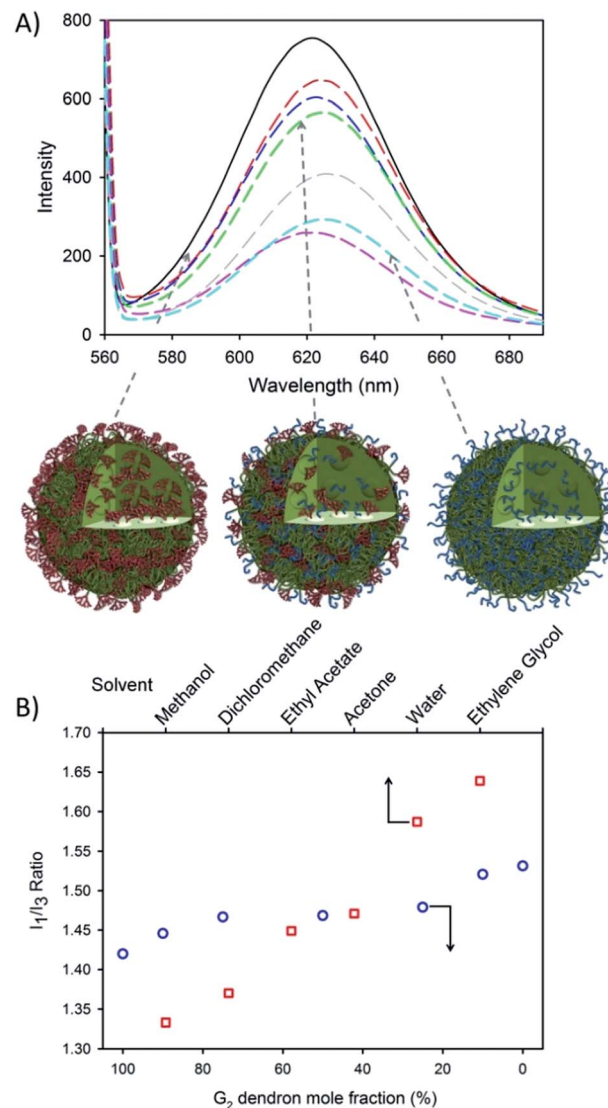 A)
800
600
400
200
0
Intensity
560 580 600 620 640 660 680
Wavelength (nm)
Solvent
Methanol
Dichloromethane
Ethyl Acetate
Acetone
Water
Ethylene Glycol
B)
1.70
1.65
1.60
1.55
1.50
1.45
1.40
1.35
1.30
I1/I3 Ratio
100 80 60 40 20 0
G2 dendron mole fraction (%)